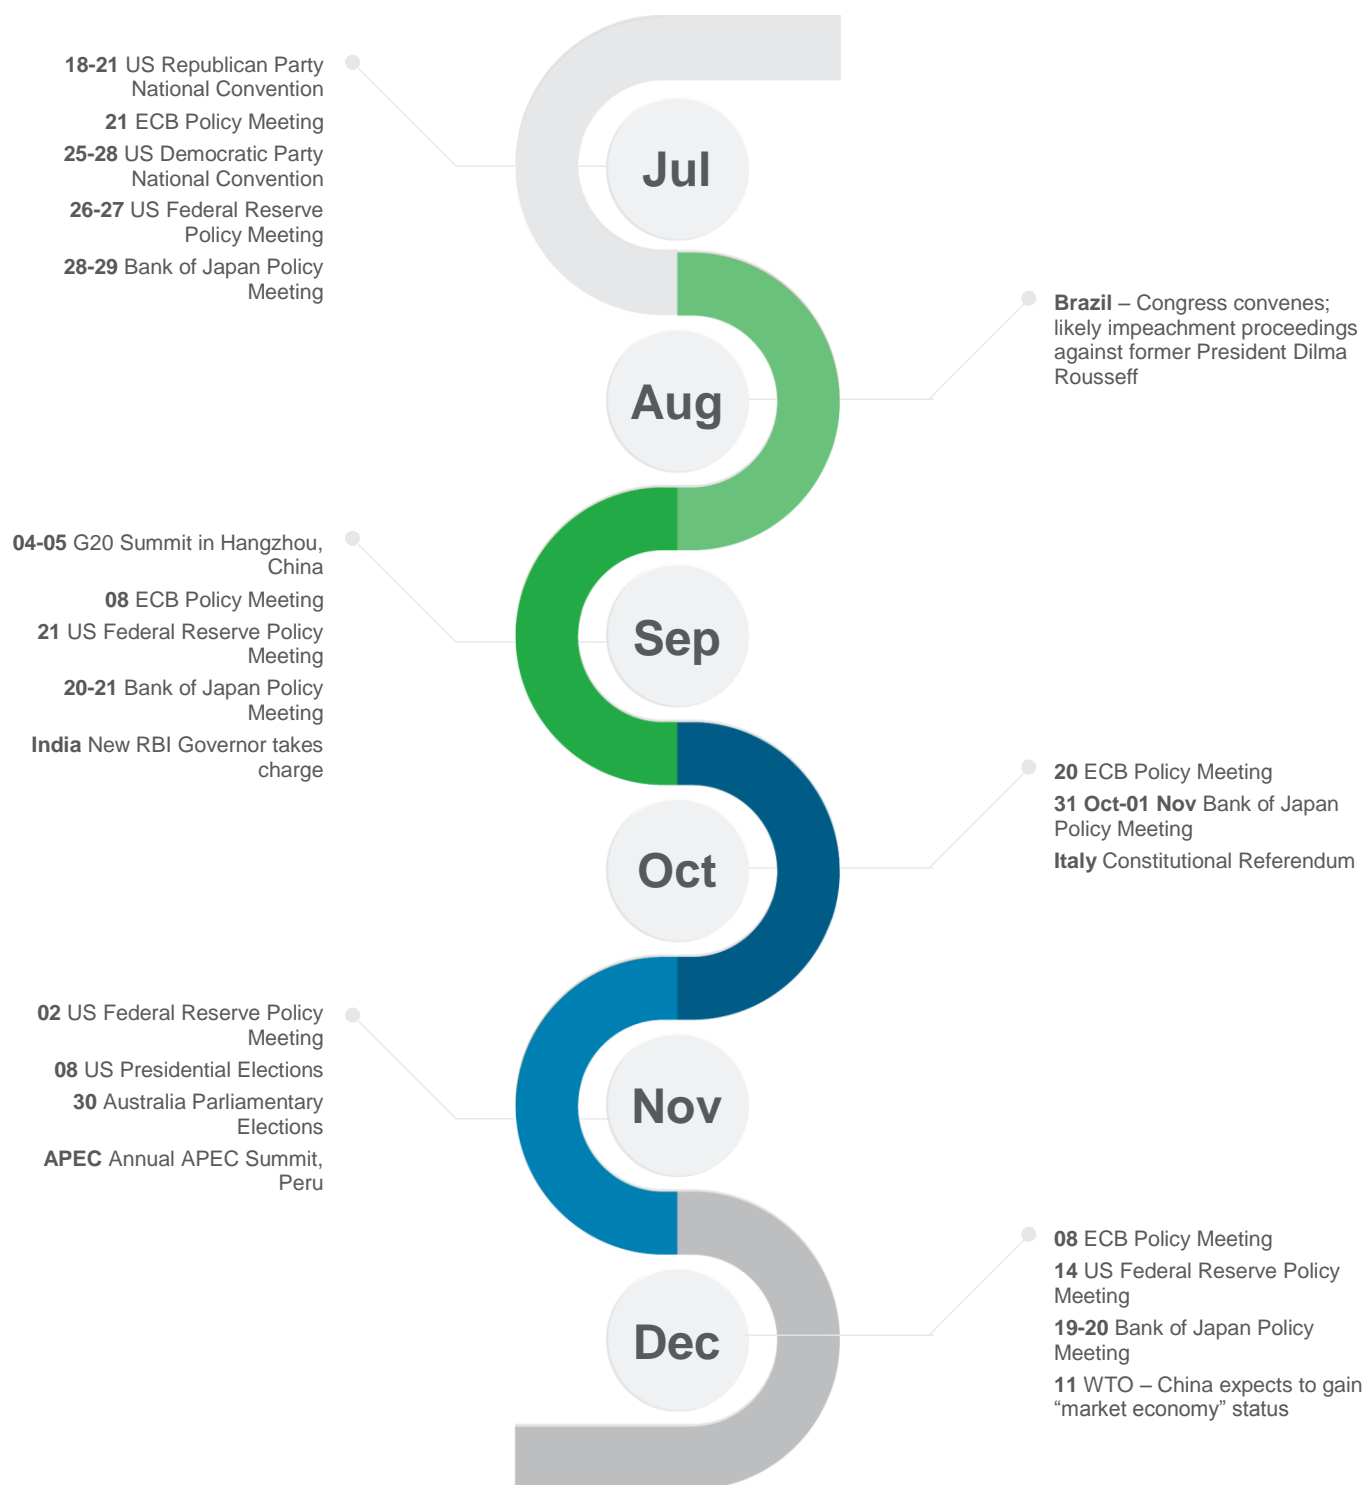 18-21 US Republican Party
National Convention
21 ECB Policy Meeting
25-28 US Democratic Party
National Convention
26-27 US Federal Reserve
Policy Meeting
28-29 Bank of Japan Policy
Meeting
Jul
Brazil – Congress convenes;
likely impeachment proceedings
against former President Dilma
Rousseff
Aug
04-05 G20 Summit in Hangzhou,
China
08 ECB Policy Meeting
21 US Federal Reserve Policy
Meeting
20-21 Bank of Japan Policy
Meeting
India New RBI Governor takes
charge
Sep
20 ECB Policy Meeting
31 Oct-01 Nov Bank of Japan
Policy Meeting
Italy Constitutional Referendum
Oct
02 US Federal Reserve Policy
Meeting
08 US Presidential Elections
30 Australia Parliamentary
Elections
APEC Annual APEC Summit,
Peru
Nov
08 ECB Policy Meeting
14 US Federal Reserve Policy
Meeting
19-20 Bank of Japan Policy
Meeting
11 WTO – China expects to gain
“market economy” status
Dec